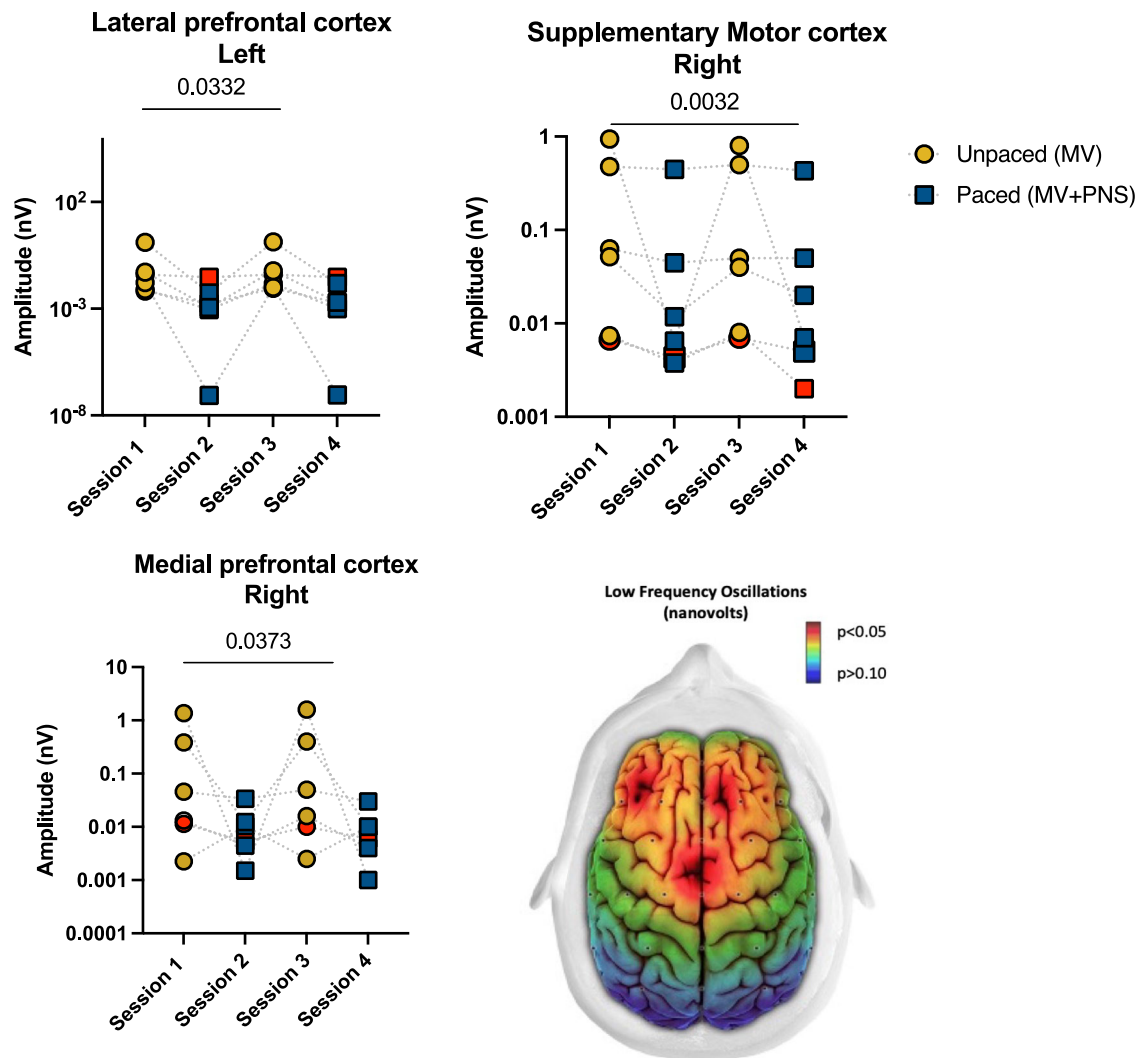 Lateral prefrontal cortex
Left
0.0332
Amplitude (nV)
10²
10⁻³
10⁻⁸
Session 1
Session 2
Session 3
Session 4
Supplementary Motor cortex
Right
0.0032
Amplitude (nV)
1
0.1
0.01
0.001
Session 1
Session 2
Session 3
Session 4
Unpaced (MV)
Paced (MV+PNS)
Medial prefrontal cortex
Right
0.0373
Amplitude (nV)
10
1
0.1
0.01
0.001
0.0001
Session 1
Session 2
Session 3
Session 4
Low Frequency Oscillations
(nanovolts)
p<0.05
p>0.10